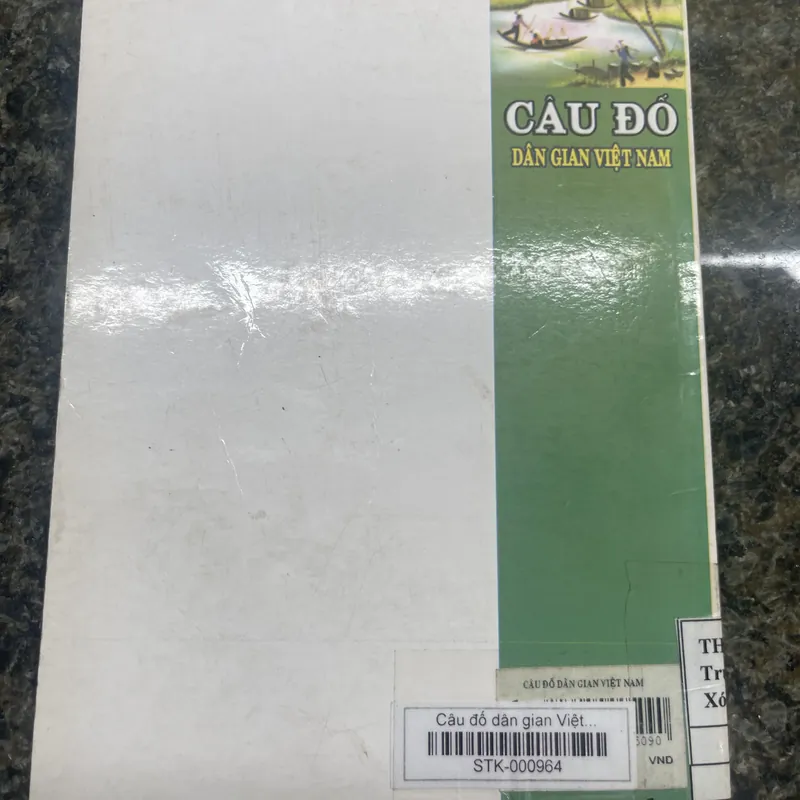 CÂU ĐỐ
DÂN GIAN VIỆT NAM
CÂU ĐỐ DÂN GIAN VIỆT NAM
Câu đố dân gian Việt...
STK-000964
VND